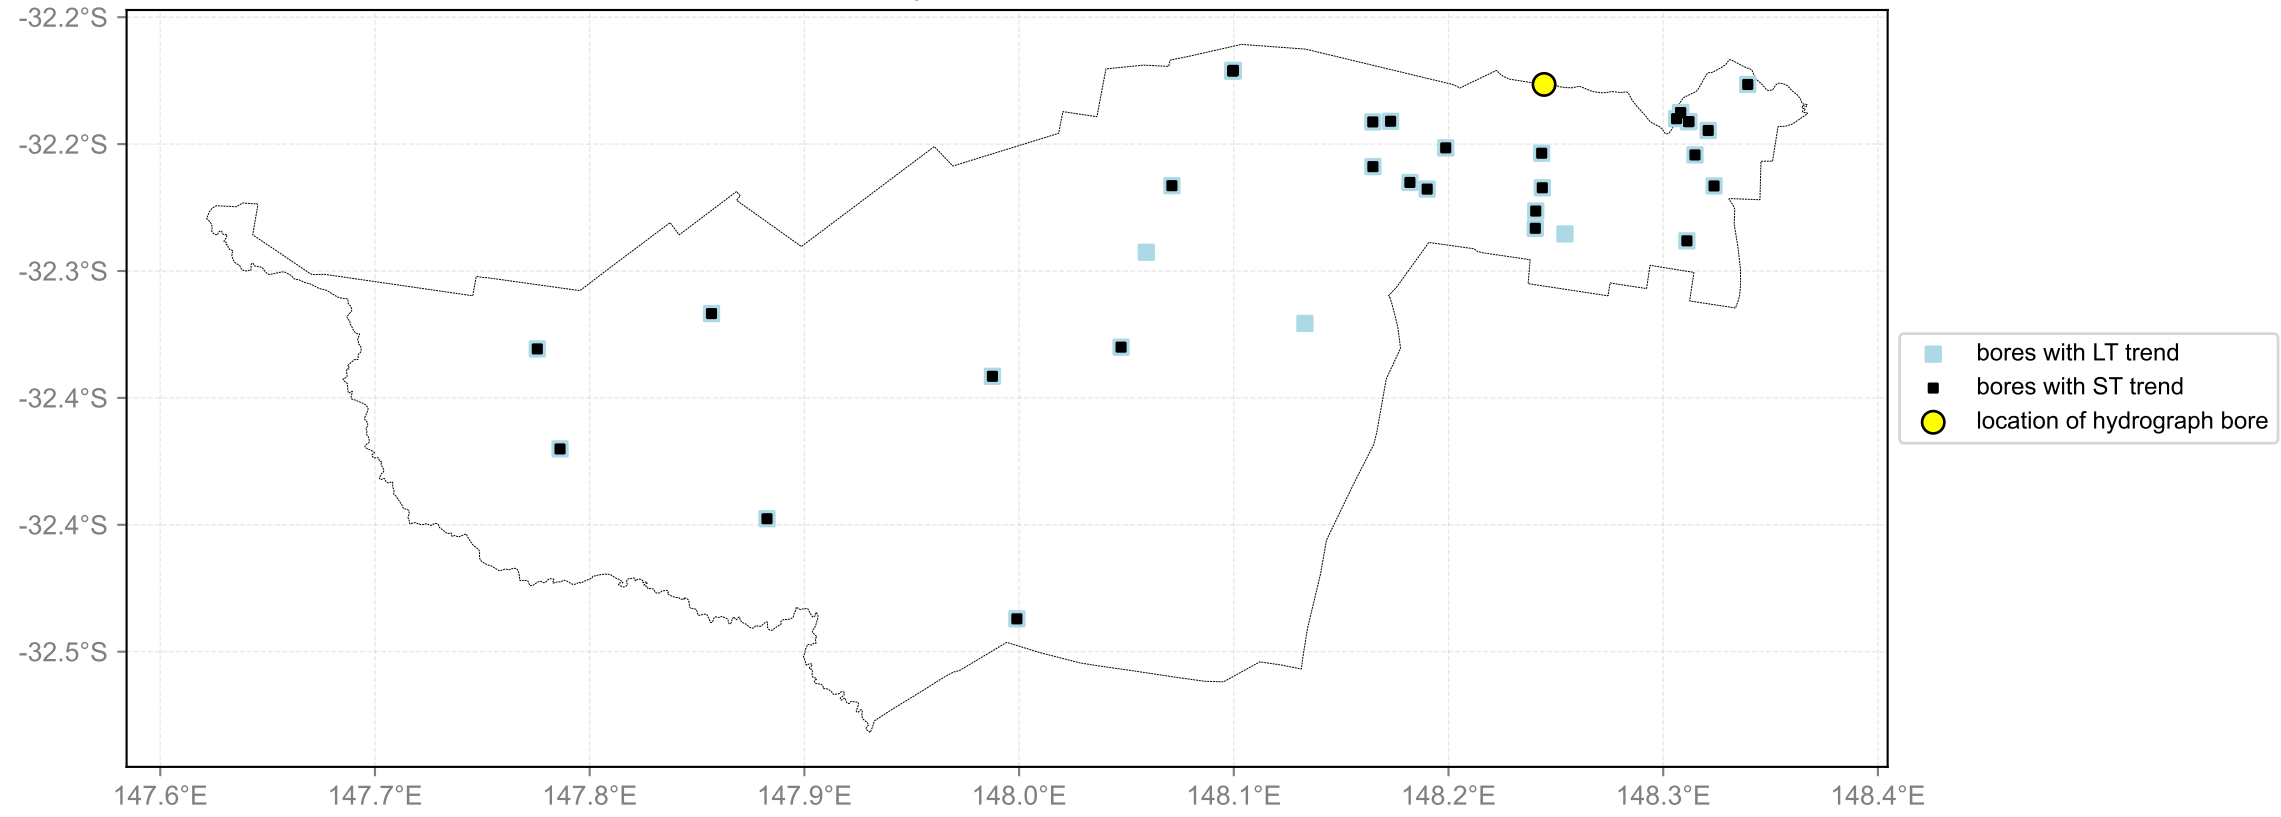 -32.2°S
-32.2°S
-32.3°S
-32.4°S
-32.4°S
-32.5°S
147.6°E 147.7°E 147.8°E 147.9°E 148.0°E 148.1°E 148.2°E 148.3°E 148.4°E
bores with LT trend
bores with ST trend
location of hydrograph bore